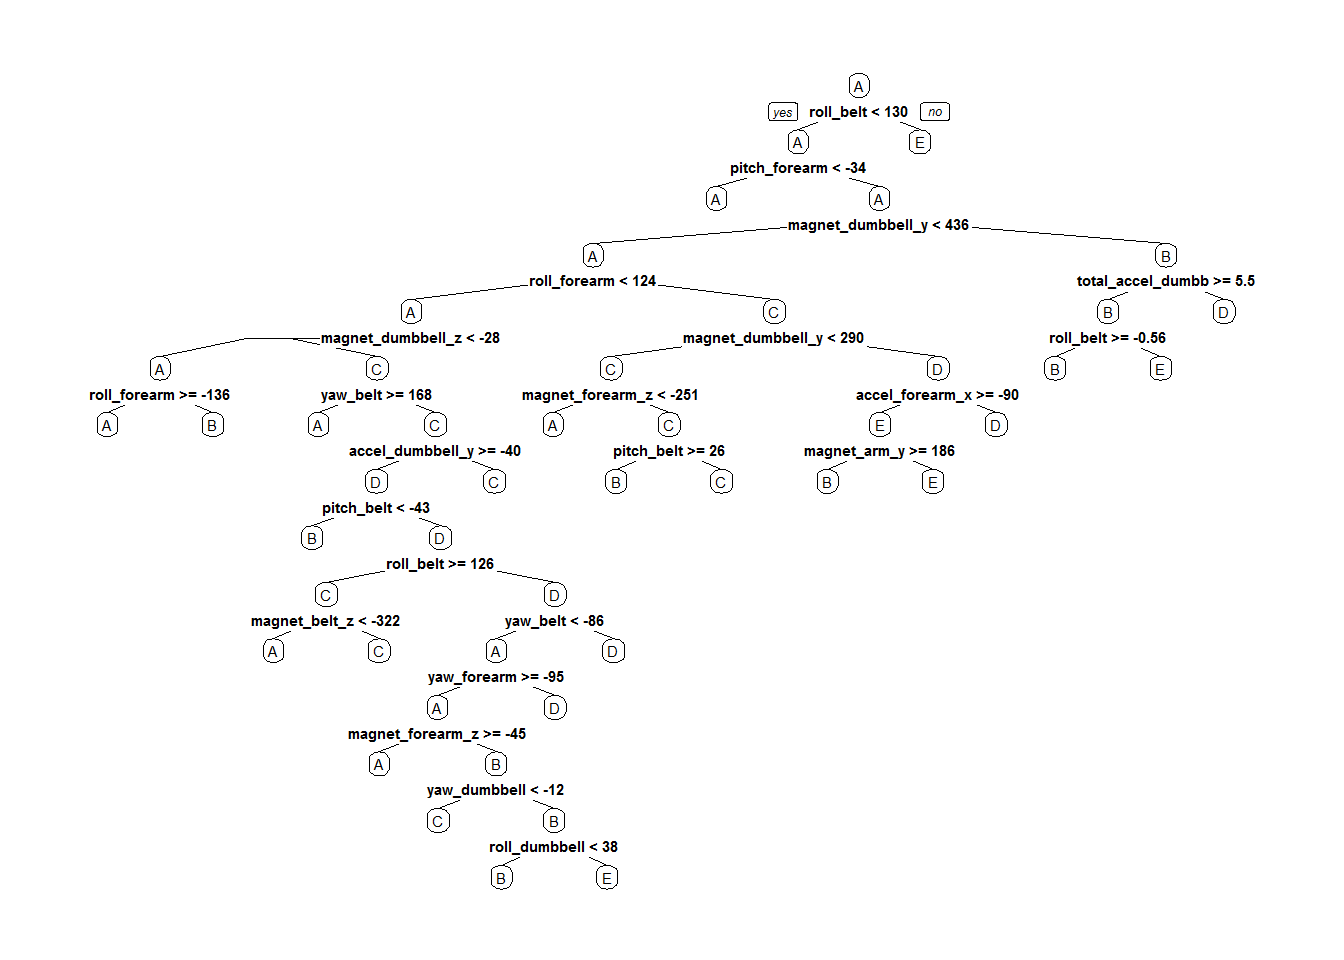 A
yes roll_belt < 130 no
A E
pitch_forearm < -34
A A
magnet_dumbbell_y < 436
A B
roll_forearm < 124 total_accel_dumbb >= 5.5
A C B D
magnet_dumbbell_z < -28 magnet_dumbbell_y < 290 roll_belt >= -0.56
A C C D B E
roll_forearm >= -136 yaw_belt >= 168 magnet_forearm_z < -251 accel_forearm_x >= -90
A B A C A C E D
accel_dumbbell_y >= -40 pitch_belt >= 26 magnet_arm_y >= 186
D C B C B E
pitch_belt < -43
B D
roll_belt >= 126
C D
magnet_belt_z < -322 yaw_belt < -86
A C A D
yaw_forearm >= -95
A D
magnet_forearm_z >= -45
A B
yaw_dumbbell < -12
C B
roll_dumbbell < 38
B E